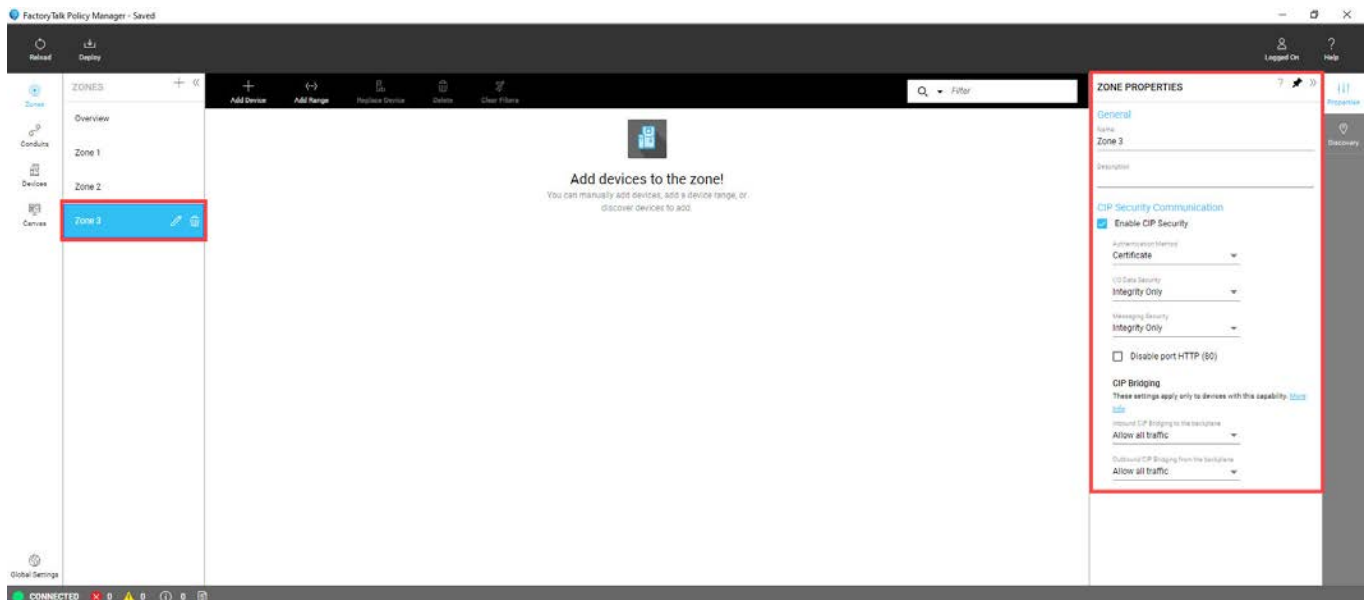 FactoryTalk Policy Manager - Saved
Reload
Deploy
Logged On
Help
Zones
Conduits
Devices
Canvas
Global Settings
ZONES
Overview
Zone 1
Zone 2
Zone 3
Add Device
Add Range
Replace Device
Delete
Clear Filters
Filter
Add devices to the zone!
You can manually add devices, add a device range, or
discover devices to add.
ZONE PROPERTIES
?
General
Name
Zone 3
Description
CIP Security Communication
Enable CIP Security
Authentication Method
Certificate
I/O Data Security
Integrity Only
Messaging Security
Integrity Only
Disable port HTTP (80)
CIP Bridging
These settings apply only to devices with this capability. More
Info
Inbound CIP Bridging to the backplane
Allow all traffic
Outbound CIP Bridging from the backplane
Allow all traffic
Properties
Discovery
CONNECTED 0 0 0